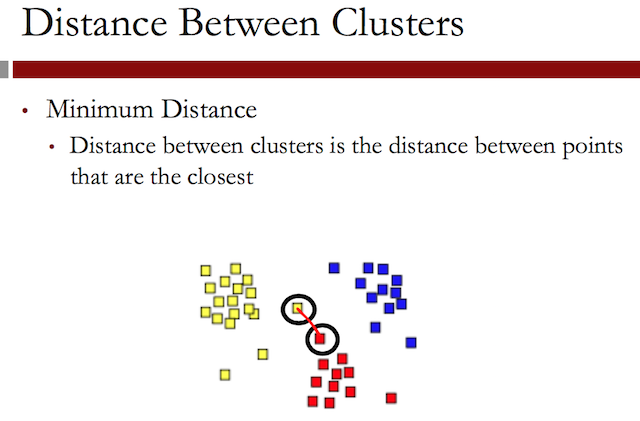 Distance Between Clusters
• Minimum Distance
• Distance between clusters is the distance between points
that are the closest